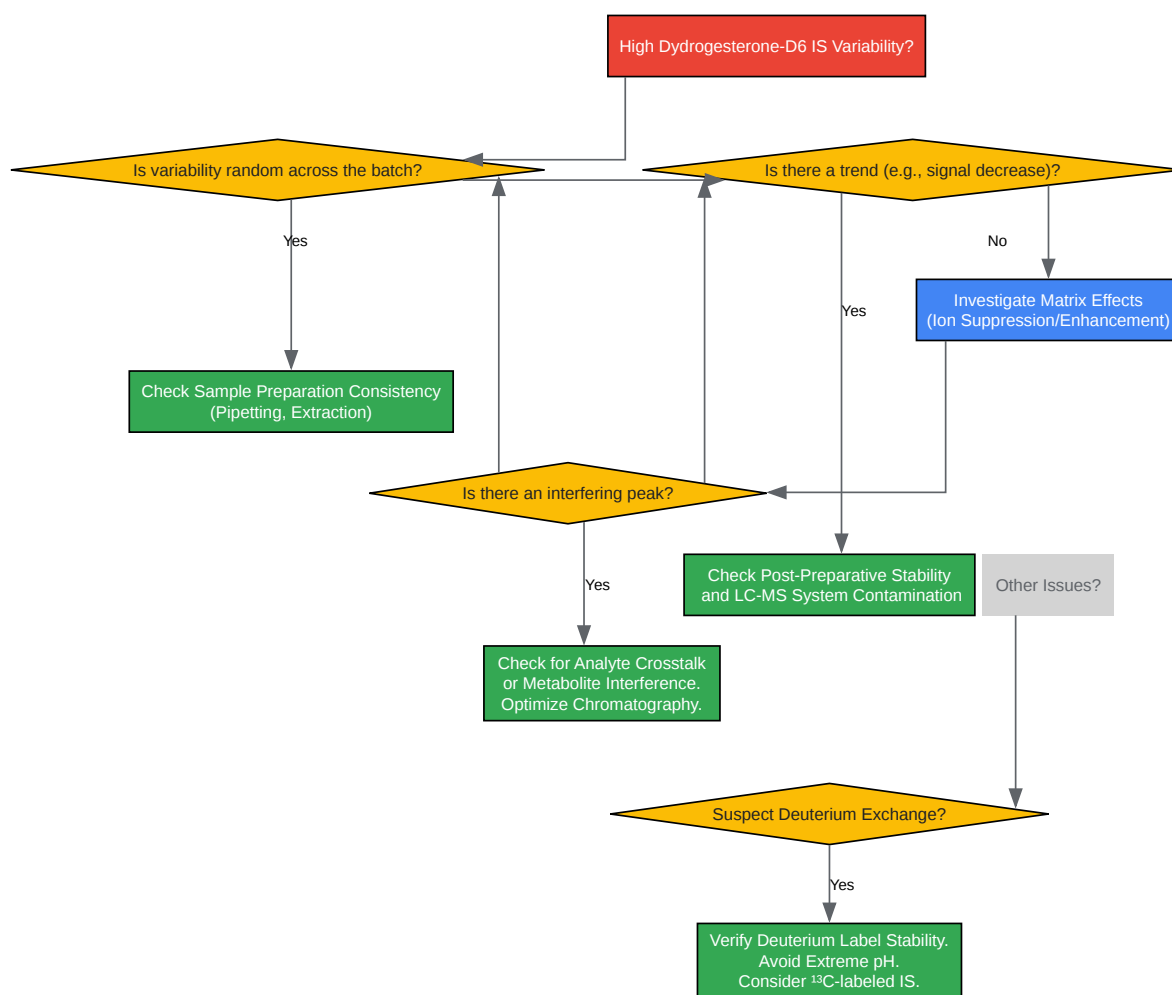 High Dydrogesterone-D6 IS Variability?
Is variability random across the batch?
Is there a trend (e.g., signal decrease)?
Yes
No
Investigate Matrix Effects
(Ion Suppression/Enhancement)
Yes
Check Sample Preparation Consistency
(Pipetting, Extraction)
Is there an interfering peak?
Check Post-Preparative Stability
and LC-MS System Contamination
Other Issues?
Yes
Check for Analyte Crosstalk
or Metabolite Interference.
Optimize Chromatography.
Suspect Deuterium Exchange?
Yes
Verify Deuterium Label Stability.
Avoid Extreme pH.
Consider ¹³C-labeled IS.